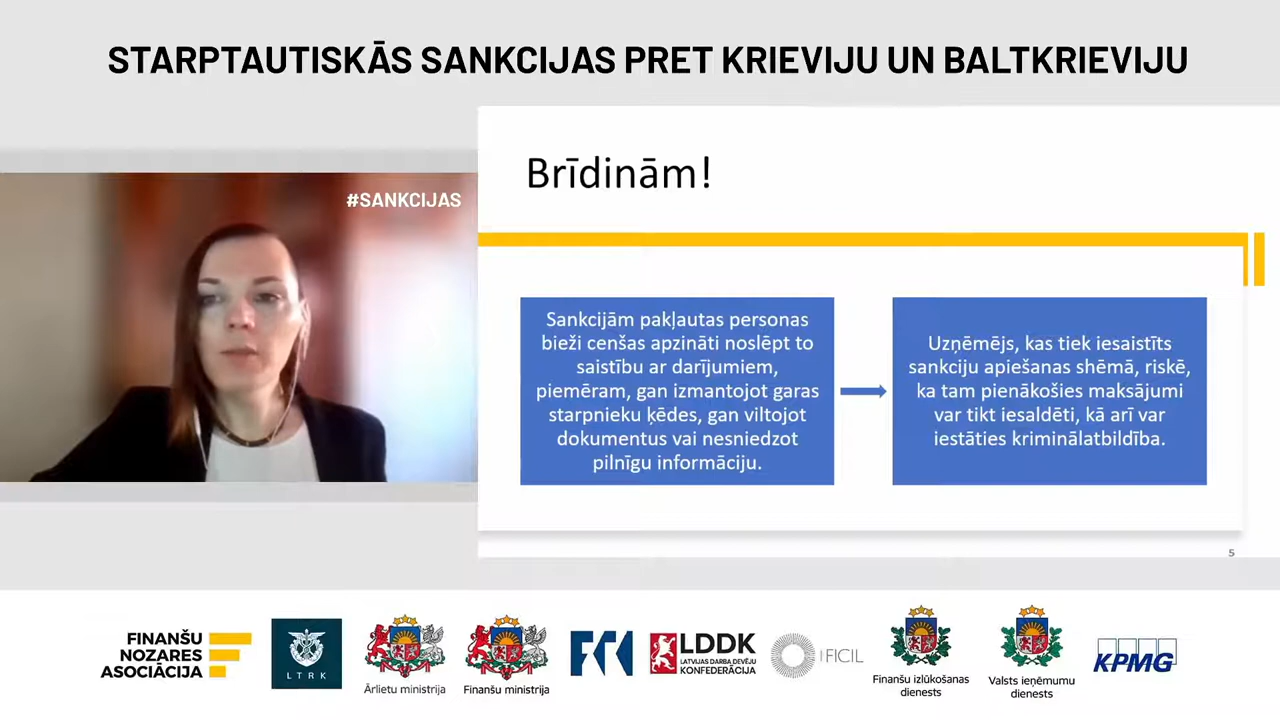 STARPTAUTISKĀS SANKCIJAS PRET KRIEVIJU UN BALTKRIEVIJU
#SANKCIJAS
Brīdinām!
Sankcijām pakļautas personas
bieži cenšas apzināti noslēpt to
saistību ar darījumiem,
piemēram, gan izmantojot garas
starpnieku ķēdes, gan viltojot
dokumentus vai nesniedzot
pilnīgu informāciju.
Uzņēmējs, kas tiek iesaistīts
sankciju apiešanas shēmā, riskē,
ka tam pienākošies maksājumi
var tikt iesaldēti, kā arī var
iestāties kriminālatbildība.
5
FINANŠU
NOZARES
ASOCIĀCIJA
LTRK
Ārlietu ministrija
Finanšu ministrija
FKTK
LDDK
LATVIJAS DARBA DEVĒJU
KONFEDERĀCIJA
FICIL
Finanšu izlūkošanas
dienests
Valsts ieņēmumu
dienests
KPMG